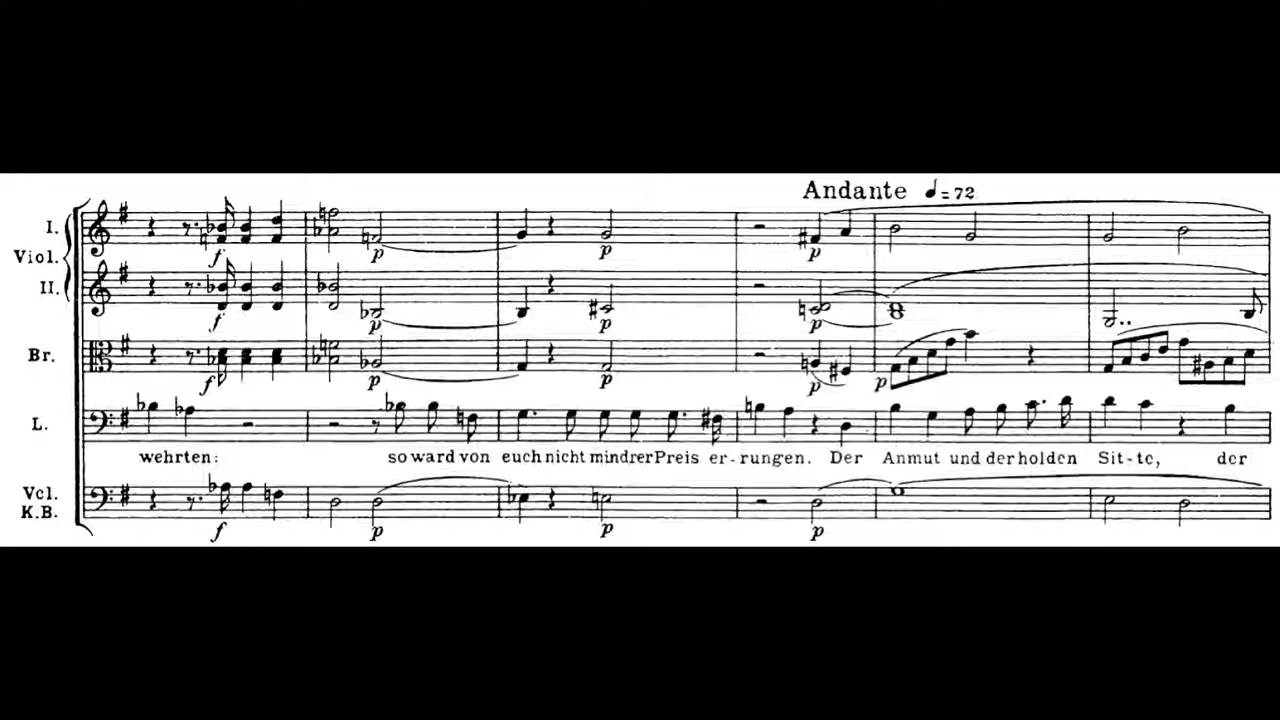 Andante ♩=72
I.
Viol.
II.
Br.
L.
wehrten: so ward von euch nicht mindrer Preis er-rungen. Der Anmut und der holden Sit-te, der
Vcl.
K.B.
f p p p
f p p p
f p p p p
f p p p